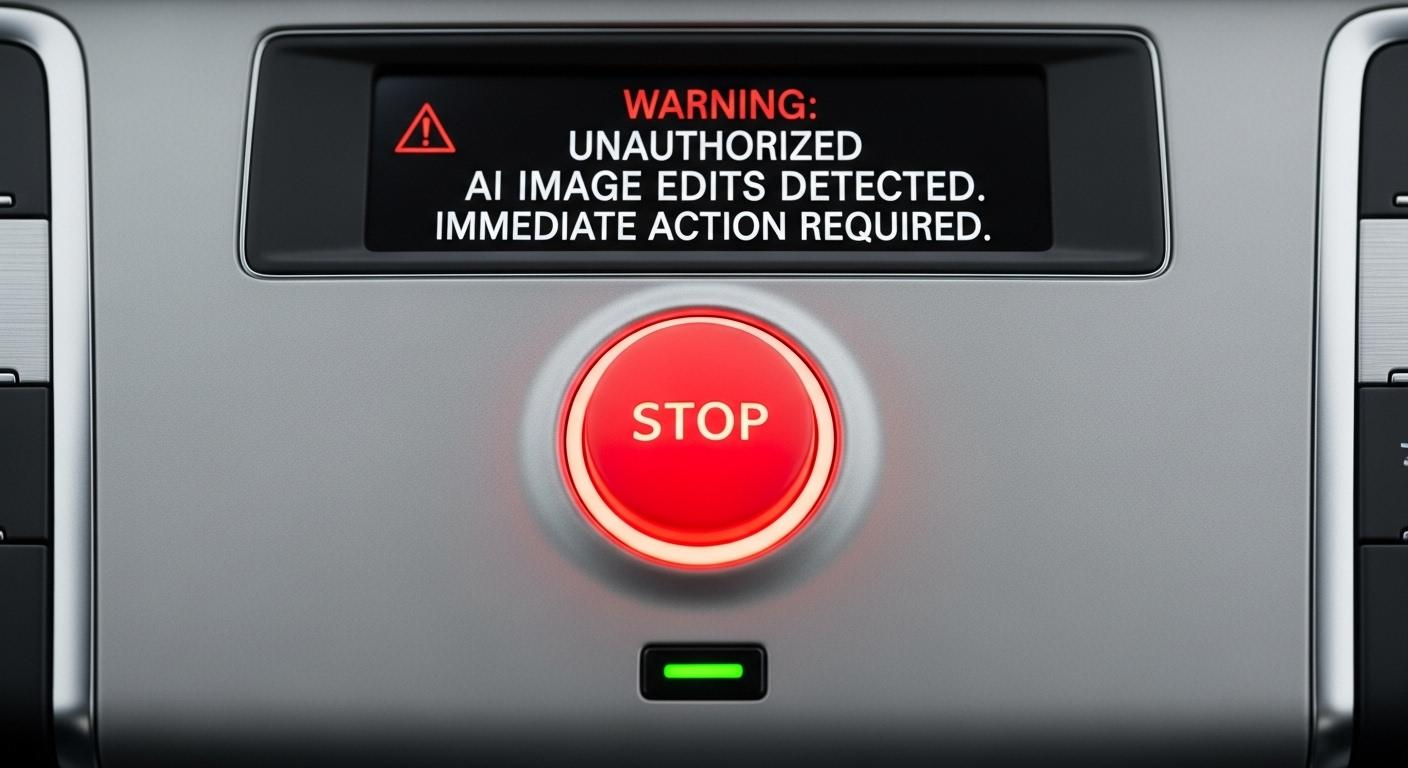 WARNING:
UNAUTHORIZED
AI IMAGE EDITS DETECTED.
IMMEDIATE ACTION REQUIRED.
STOP